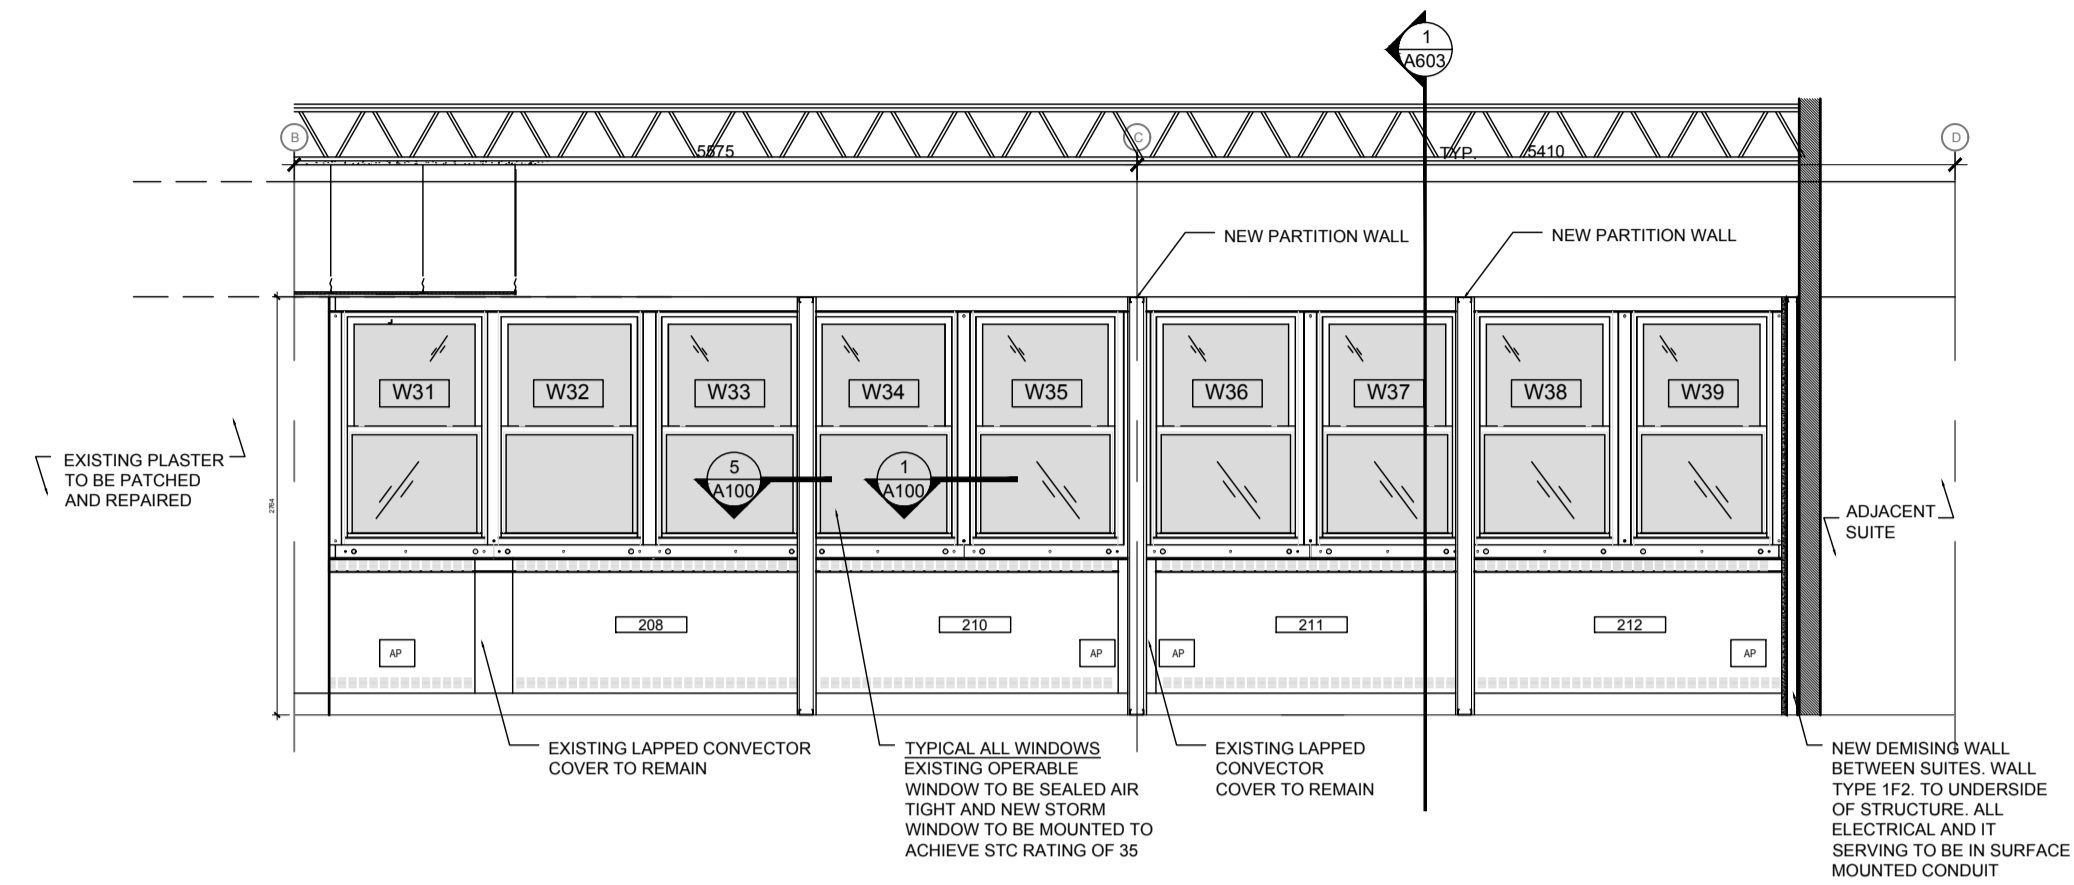 1
A603
B
C
D
5575
TYP.
5410
NEW PARTITION WALL
NEW PARTITION WALL
W31
W32
W33
W34
W35
W36
W37
W38
W39
EXISTING PLASTER
TO BE PATCHED
AND REPAIRED
5
A100
1
A100
2764
ADJACENT
SUITE
208
210
211
212
AP
AP
AP
AP
EXISTING LAPPED CONVECTOR
COVER TO REMAIN
TYPICAL ALL WINDOWS
EXISTING OPERABLE
WINDOW TO BE SEALED AIR
TIGHT AND NEW STORM
WINDOW TO BE MOUNTED TO
ACHIEVE STC RATING OF 35
EXISTING LAPPED
CONVECTOR
COVER TO REMAIN
NEW DEMISING WALL
BETWEEN SUITES. WALL
TYPE 1F2. TO UNDERSIDE
OF STRUCTURE. ALL
ELECTRICAL AND IT
SERVING TO BE IN SURFACE
MOUNTED CONDUIT